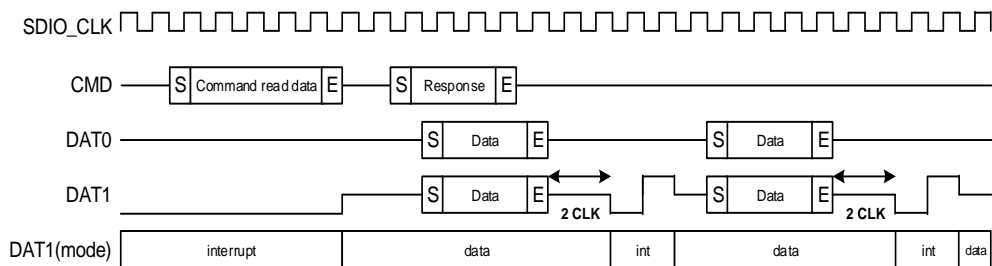 SDIO_CLK
CMD S Command read data E S Response E
DAT0 S Data E S Data E
DAT1 S Data E S Data E
2 CLK 2 CLK
DAT1(mode) interrupt data int data int data